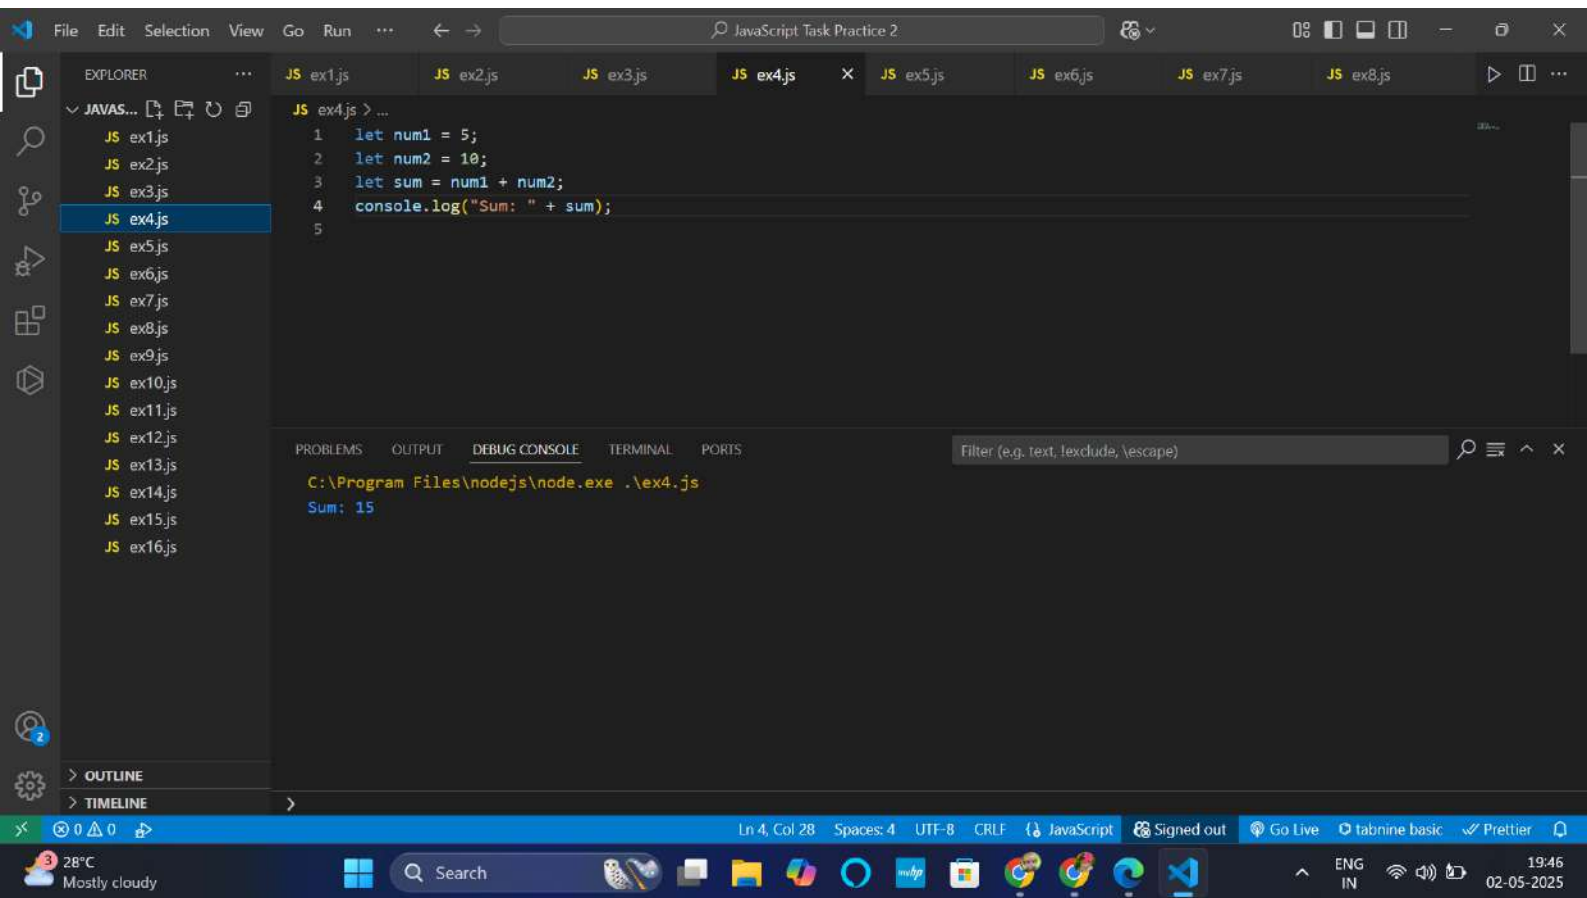 File Edit Selection View Go Run ··· JavaScript Task Practice 2
EXPLORER ···
JS ex1.js JS ex2.js JS ex3.js JS ex4.js JS ex5.js JS ex6.js JS ex7.js JS ex8.js ···
JAVAS...
JS ex1.js
JS ex2.js
JS ex3.js
JS ex4.js
JS ex5.js
JS ex6.js
JS ex7.js
JS ex8.js
JS ex9.js
JS ex10.js
JS ex11.js
JS ex12.js
JS ex13.js
JS ex14.js
JS ex15.js
JS ex16.js
OUTLINE
TIMELINE
JS ex4.js > ...
1 let num1 = 5;
2 let num2 = 10;
3 let sum = num1 + num2;
4 console.log("Sum: " + sum);
5
PROBLEMS OUTPUT DEBUG CONSOLE TERMINAL PORTS Filter (e.g. text, !exclude, \escape)
C:\Program Files\nodejs\node.exe .\ex4.js
Sum: 15
2
0 0 Ln 4, Col 28 Spaces: 4 UTF-8 CRLF {} JavaScript Signed out Go Live tabnine basic Prettier
3 28°C
Mostly cloudy
Search
myhp
ENG
IN
19:46
02-05-2025